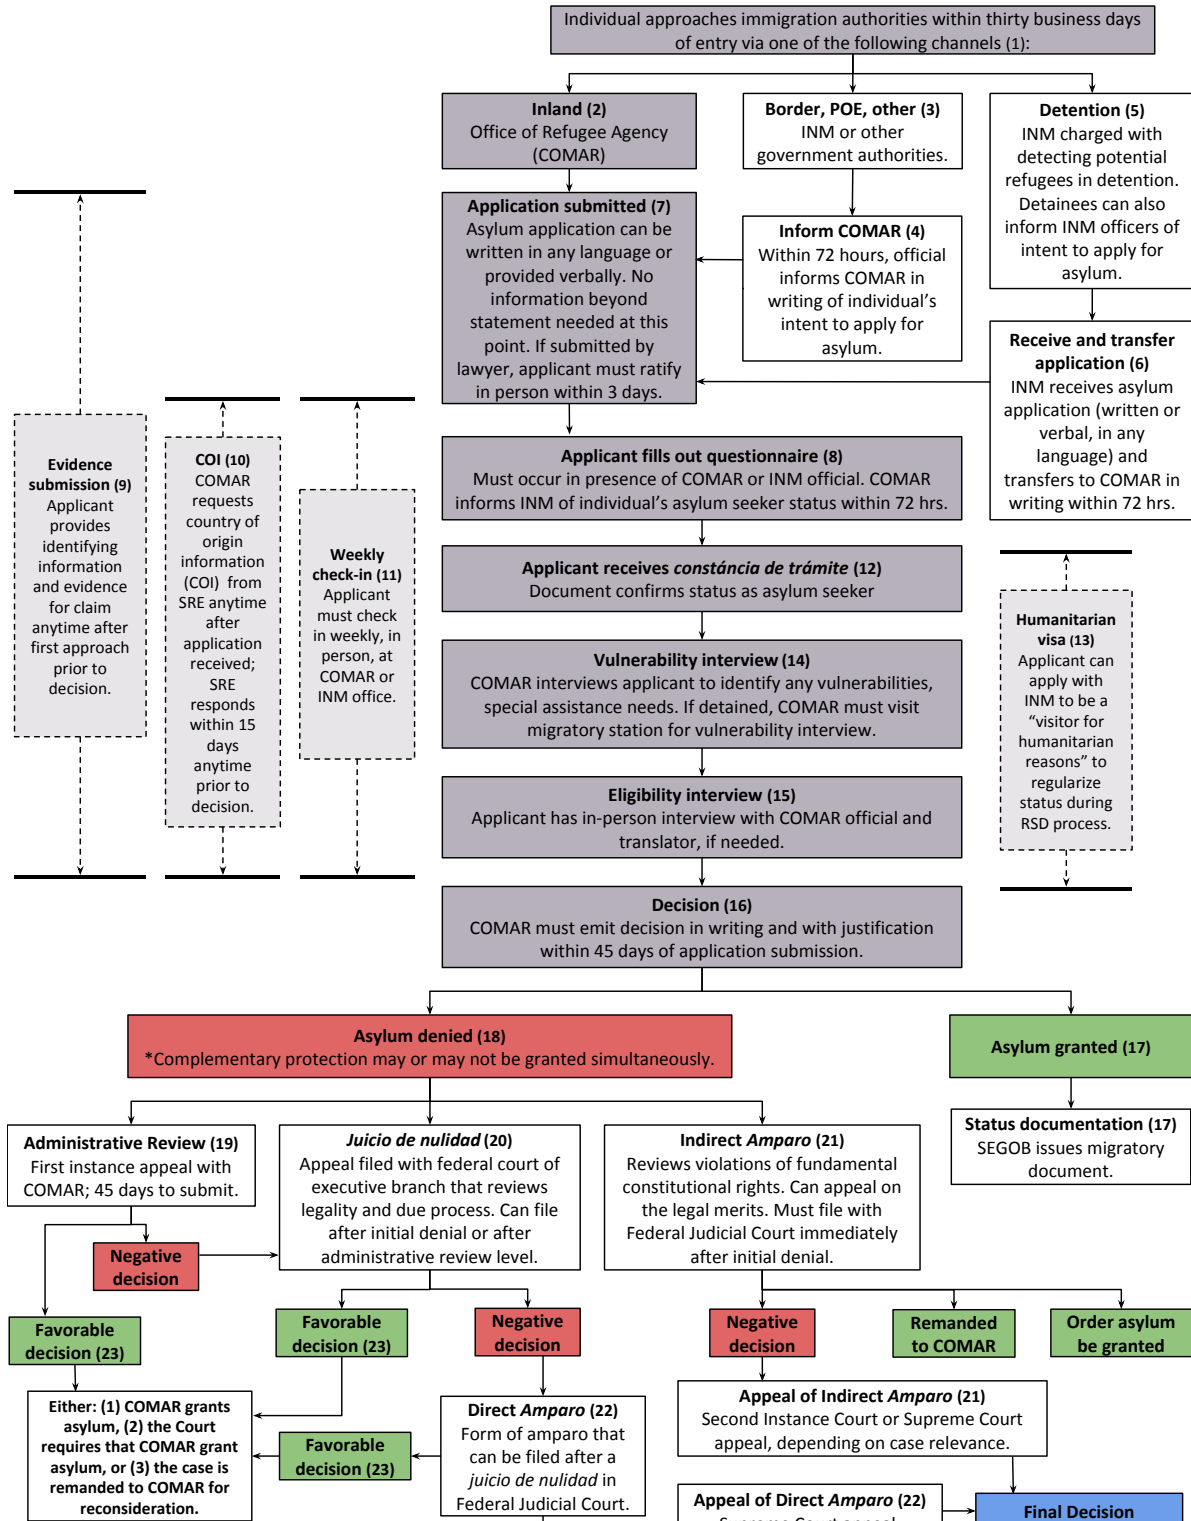 Individual approaches immigration authorities within thirty business days
of entry via one of the following channels (1):
Inland (2)
Office of Refugee Agency
(COMAR)
Border, POE, other (3)
INM or other
government authorities.
Detention (5)
INM charged with
detecting potential
refugees in detention.
Detainees can also
inform INM officers of
intent to apply for
asylum.
Application submitted (7)
Asylum application can be
written in any language or
provided verbally. No
information beyond
statement needed at this
point. If submitted by
lawyer, applicant must ratify
in person within 3 days.
Inform COMAR (4)
Within 72 hours, official
informs COMAR in
writing of individual’s
intent to apply for
asylum.
Receive and transfer
application (6)
INM receives asylum
application (written or
verbal, in any
language) and
transfers to COMAR in
writing within 72 hrs.
Evidence
submission (9)
Applicant
provides
identifying
information
and evidence
for claim
anytime after
first approach
prior to
decision.
COI (10)
COMAR
requests
country of
origin
information
(COI) from
SRE anytime
after
application
received;
SRE
responds
within 15
days
anytime
prior to
decision.
Weekly
check-in (11)
Applicant
must check
in weekly, in
person, at
COMAR or
INM office.
Applicant fills out questionnaire (8)
Must occur in presence of COMAR or INM official. COMAR
informs INM of individual’s asylum seeker status within 72 hrs.
Applicant receives constáncia de trámite (12)
Document confirms status as asylum seeker
Humanitarian
visa (13)
Applicant can
apply with
INM to be a
“visitor for
humanitarian
reasons” to
regularize
status during
RSD process.
Vulnerability interview (14)
COMAR interviews applicant to identify any vulnerabilities,
special assistance needs. If detained, COMAR must visit
migratory station for vulnerability interview.
Eligibility interview (15)
Applicant has in-person interview with COMAR official and
translator, if needed.
Decision (16)
COMAR must emit decision in writing and with justification
within 45 days of application submission.
Asylum denied (18)
*Complementary protection may or may not be granted simultaneously.
Asylum granted (17)
Status documentation (17)
SEGOB issues migratory
document.
Administrative Review (19)
First instance appeal with
COMAR; 45 days to submit.
Juicio de nulidad (20)
Appeal filed with federal court of
executive branch that reviews
legality and due process. Can file
after initial denial or after
administrative review level.
Indirect Amparo (21)
Reviews violations of fundamental
constitutional rights. Can appeal on
the legal merits. Must file with
Federal Judicial Court immediately
after initial denial.
Negative
decision
Favorable
decision (23)
Favorable
decision (23)
Negative
decision
Negative
decision
Remanded
to COMAR
Order asylum
be granted
Either: (1) COMAR grants
asylum, (2) the Court
requires that COMAR grant
asylum, or (3) the case is
remanded to COMAR for
reconsideration.
Favorable
decision (23)
Direct Amparo (22)
Form of amparo that
can be filed after a
juicio de nulidad in
Federal Judicial Court.
Appeal of Indirect Amparo (21)
Second Instance Court or Supreme Court
appeal, depending on case relevance.
Appeal of Direct Amparo (22)
Supreme Court appeal
Final Decision